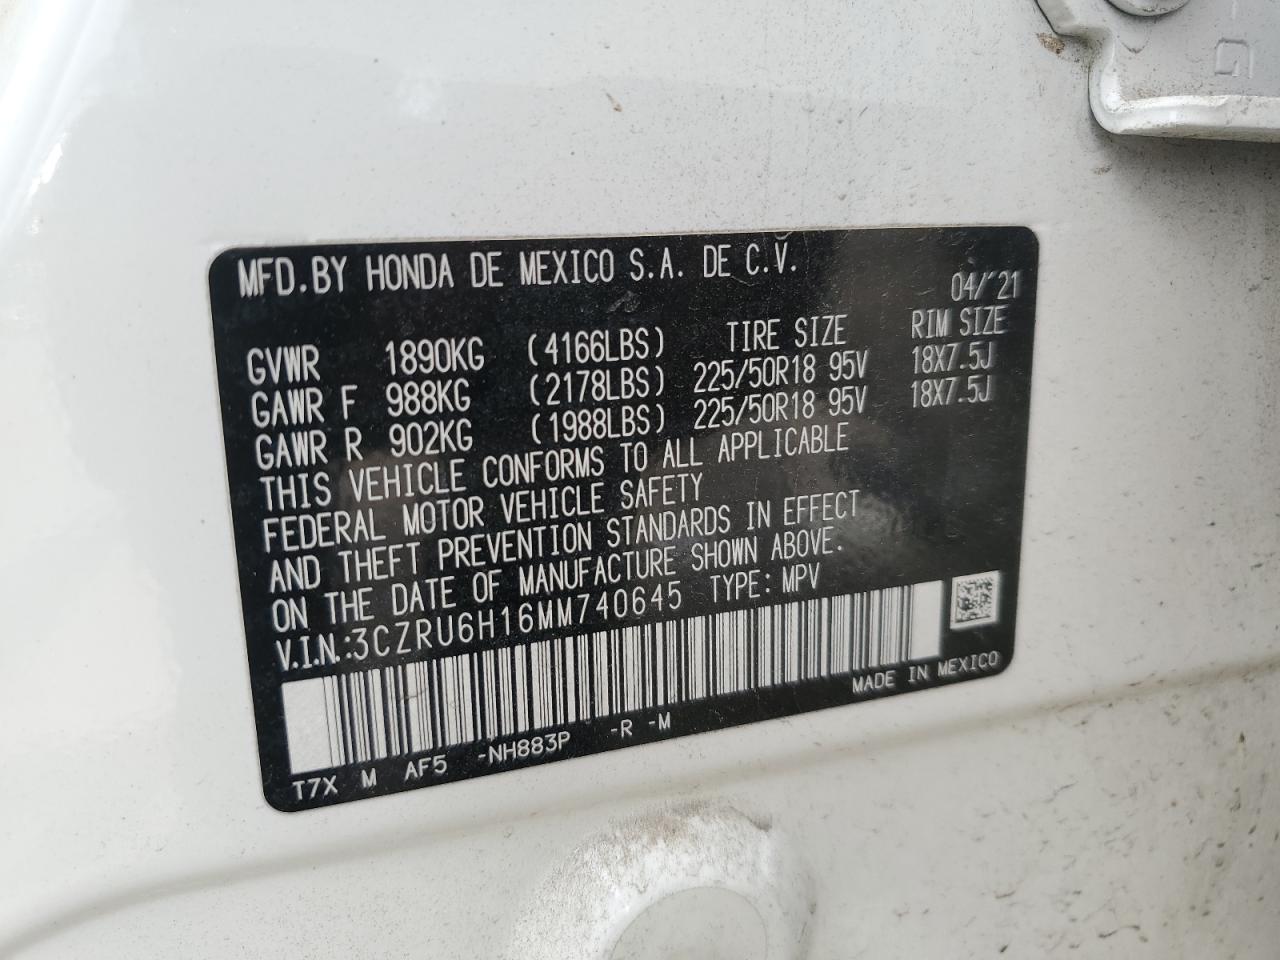 MFD.BY HONDA DE MEXICO S.A. DE C.V.
04/'21
GVWR 1890KG (4166LBS) TIRE SIZE RIM SIZE
GAWR F 988KG (2178LBS) 225/50R18 95V 18X7.5J
GAWR R 902KG (1988LBS) 225/50R18 95V 18X7.5J
THIS VEHICLE CONFORMS TO ALL APPLICABLE
FEDERAL MOTOR VEHICLE SAFETY
AND THEFT PREVENTION STANDARDS IN EFFECT
ON THE DATE OF MANUFACTURE SHOWN ABOVE.
V.I.N.:3CZRU6H16MM740645 TYPE: MPV
MADE IN MEXICO
T7X M AF5 -NH883P -R -M